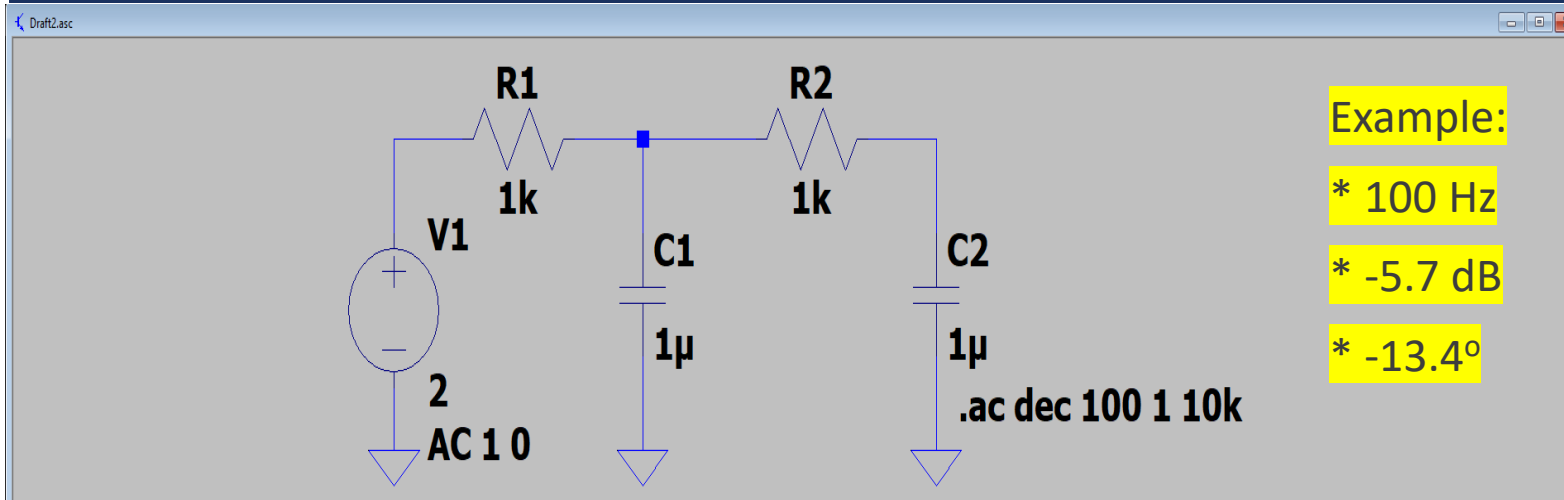 Draft2.asc
R1
1k
R2
1k
V1
2
AC 1 0
C1
1µ
C2
1µ
.ac dec 100 1 10k
Example:
* 100 Hz
* -5.7 dB
* -13.4º